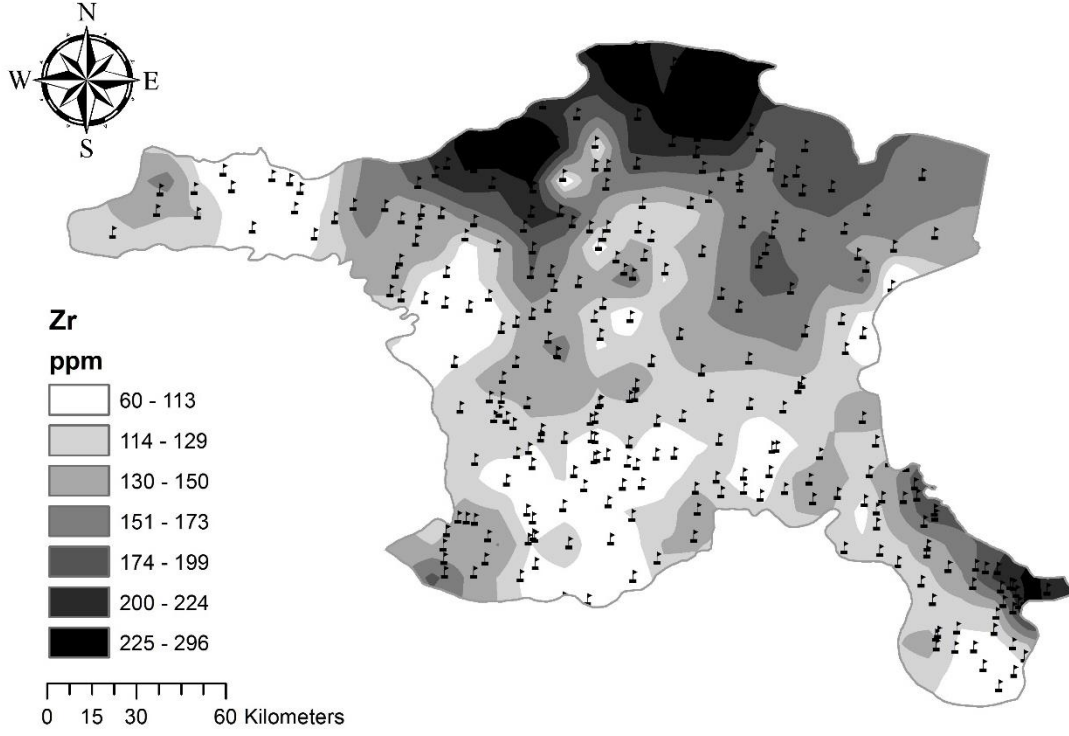 N
W E
S
Zr
ppm
60 - 113
114 - 129
130 - 150
151 - 173
174 - 199
200 - 224
225 - 296
0 15 30 60 Kilometers